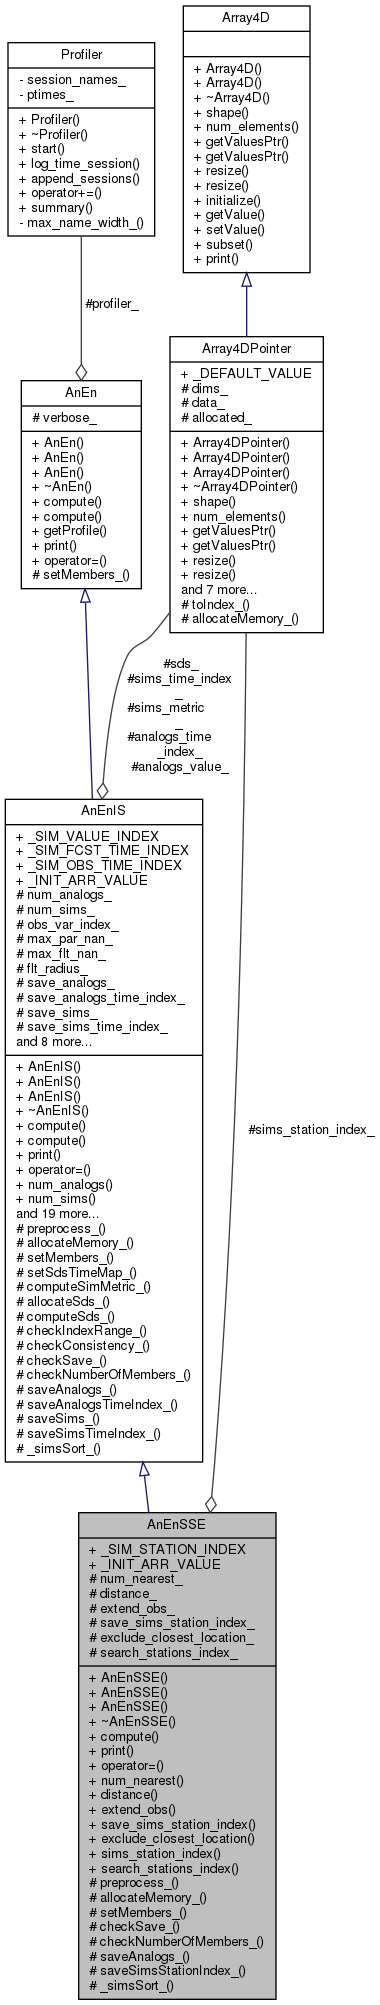 Array4D
+ Array4D()
+ Array4D()
+ ~Array4D()
+ shape()
+ num_elements()
+ getValuesPtr()
+ getValuesPtr()
+ resize()
+ resize()
+ initialize()
+ getValue()
+ setValue()
+ subset()
+ print()
Profiler
- session_names_
- ptimes_
+ Profiler()
+ ~Profiler()
+ start()
+ log_time_session()
+ append_sessions()
+ operator+=()
+ summary()
- max_name_width_()
#profiler_
Array4DPointer
+ _DEFAULT_VALUE
# dims_
# data_
# allocated_
+ Array4DPointer()
+ Array4DPointer()
+ Array4DPointer()
+ ~Array4DPointer()
+ shape()
+ num_elements()
+ getValuesPtr()
+ getValuesPtr()
+ resize()
+ resize()
and 7 more...
# toIndex_()
# allocateMemory_()
AnEn
# verbose_
+ AnEn()
+ AnEn()
+ AnEn()
+ ~AnEn()
+ compute()
+ compute()
+ getProfile()
+ print()
+ operator=()
# setMembers_()
#sds_
#sims_time_index
_
#sims_metric
_
#analogs_time
_index_
#analogs_value_
AnEnIS
+ _SIM_VALUE_INDEX
+ _SIM_FCST_TIME_INDEX
+ _SIM_OBS_TIME_INDEX
+ _INIT_ARR_VALUE
# num_analogs_
# num_sims_
# obs_var_index_
# max_par_nan_
# max_flt_nan_
# flt_radius_
# save_analogs_
# save_analogs_time_index_
# save_sims_
# save_sims_time_index_
and 8 more...
+ AnEnIS()
+ AnEnIS()
+ AnEnIS()
+ ~AnEnIS()
+ compute()
+ compute()
+ print()
+ operator=()
+ num_analogs()
+ num_sims()
and 19 more...
# preprocess_()
# allocateMemory_()
# setMembers_()
# setSdsTimeMap_()
# computeSimMetric_()
# allocateSds_()
# computeSds_()
# checkIndexRange_()
# checkConsistency_()
# checkSave_()
# checkNumberOfMembers_()
# saveAnalogs_()
# saveAnalogsTimeIndex_()
# saveSims_()
# saveSimsTimeIndex_()
# _simsSort_()
#sims_station_index_
AnEnSSE
+ _SIM_STATION_INDEX
+ _INIT_ARR_VALUE
# num_nearest_
# distance_
# extend_obs_
# save_sims_station_index_
# exclude_closest_location_
# search_stations_index_
+ AnEnSSE()
+ AnEnSSE()
+ AnEnSSE()
+ ~AnEnSSE()
+ compute()
+ print()
+ operator=()
+ num_nearest()
+ distance()
+ extend_obs()
+ save_sims_station_index()
+ exclude_closest_location()
+ sims_station_index()
+ search_stations_index()
# preprocess_()
# allocateMemory_()
# setMembers_()
# checkSave_()
# checkNumberOfMembers_()
# saveAnalogs_()
# saveSimsStationIndex_()
# _simsSort_()